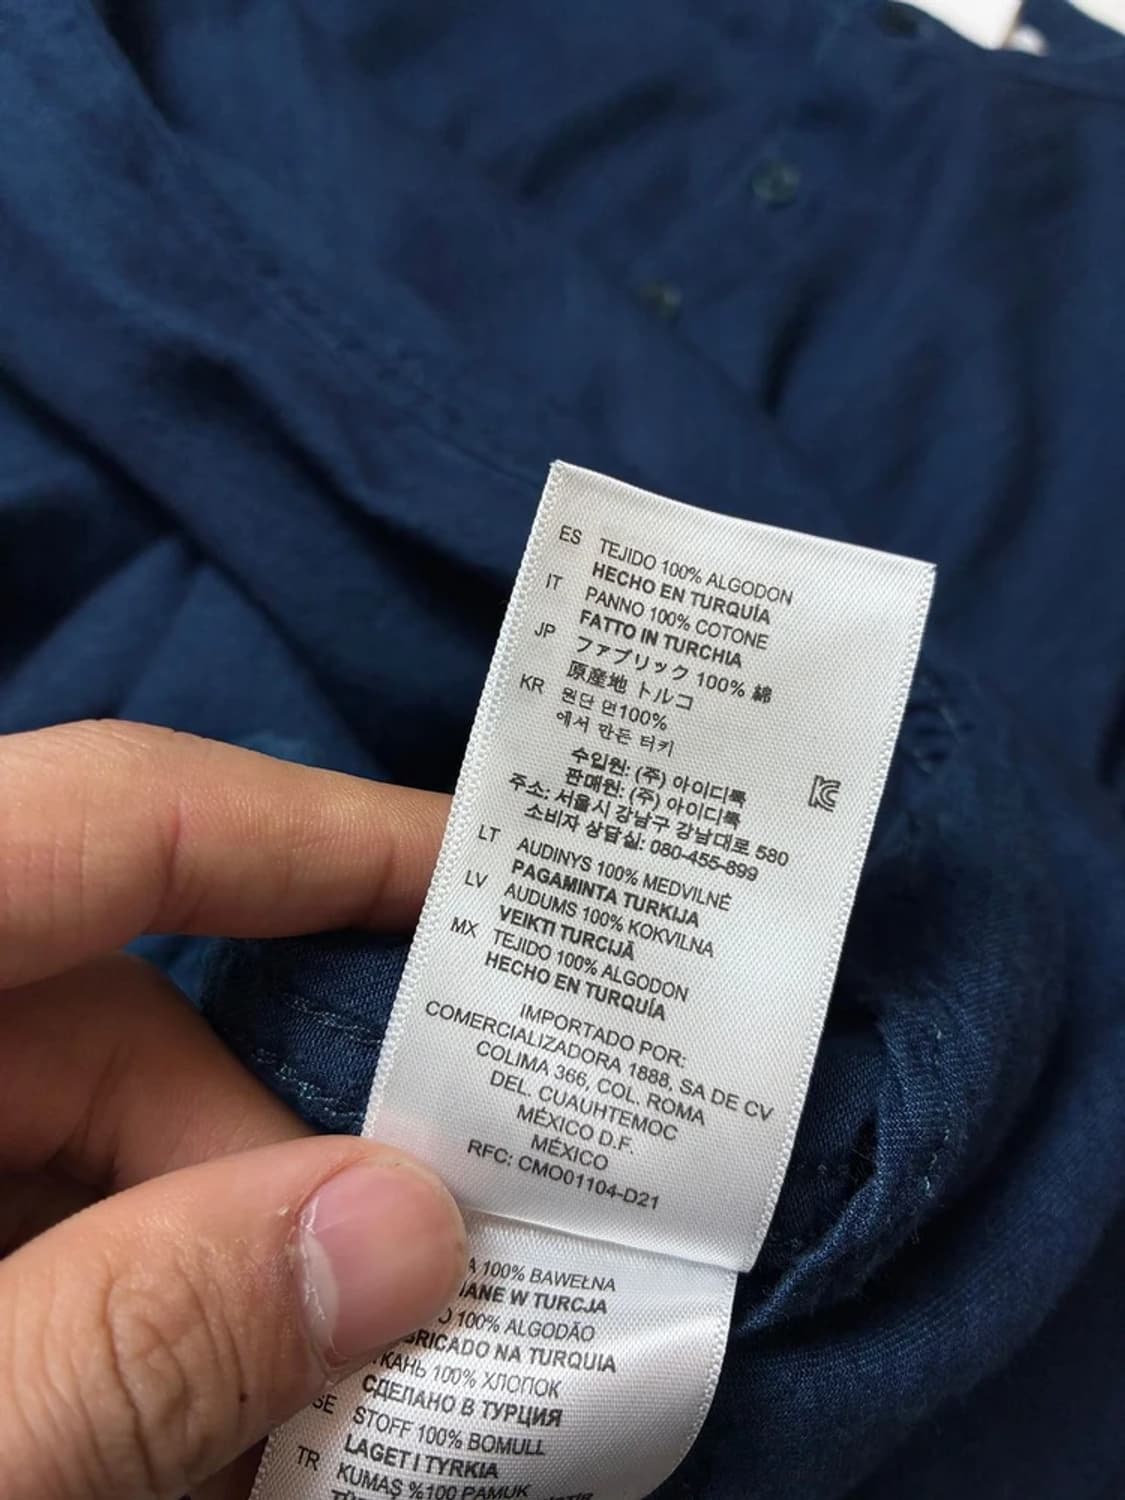 ES TEJIDO 100% ALGODON
HECHO EN TURQUÍA
IT PANNO 100% COTONE
FATTO IN TURCHIA
JP ファブリック 100% 綿
原産地 トルコ
KR 원단 면100%
에서 만든 터키
수입원: (주) 아이디룩
판매원: (주) 아이디룩
주소: 서울시 강남구 강남대로 580
소비자 상담실: 080-455-899
LT AUDINYS 100% MEDVILNĖ
PAGAMINTA TURKIJA
LV AUDUMS 100% KOKVILNA
VEIKTI TURCIJĀ
MX TEJIDO 100% ALGODON
HECHO EN TURQUÍA
IMPORTADO POR:
COMERCIALIZADORA 1888, SA DE CV
COLIMA 366, COL. ROMA
DEL. CUAUHTEMOC
MÉXICO D.F.
MÉXICO
RFC: CMO01104-D21
100% BAWEŁNA
W TURCJA
100% ALGODÃO
NA TURQUIA
100% ХЛОПОК
СДЕЛАНО В ТУРЦИЯ
SE STOFF 100% BOMULL
LAGET I TYRKIA
TR KUMAŞ %100 PAMUK